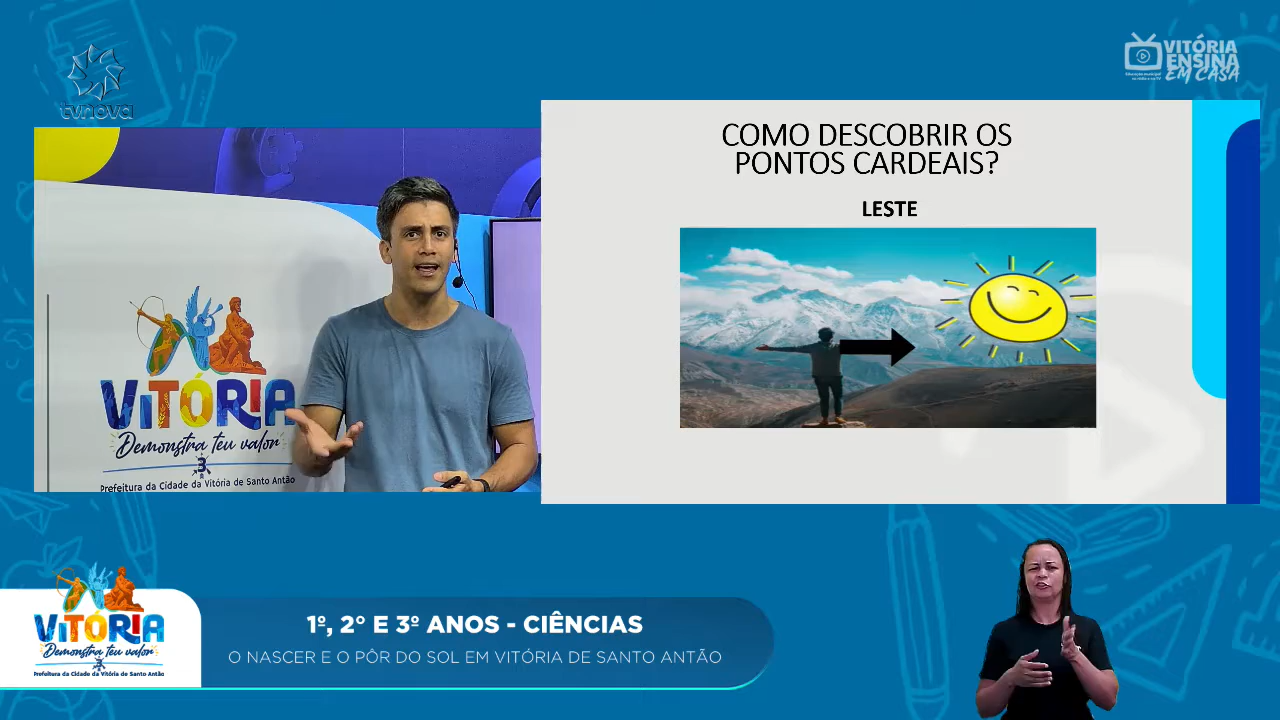 tvnova
VITÓRIA
ENSINA
EM CASA
COMO DESCOBRIR OS
PONTOS CARDEAIS?
LESTE
VITÓRIA
Demonstra teu valor
Prefeitura da Cidade da Vitória de Santo Antão
1º, 2° E 3º ANOS - CIÊNCIAS
O NASCER E O PÔR DO SOL EM VITÓRIA DE SANTO ANTÃO
VITÓRIA
Demonstra teu valor
Prefeitura da Cidade da Vitória de Santo Antão